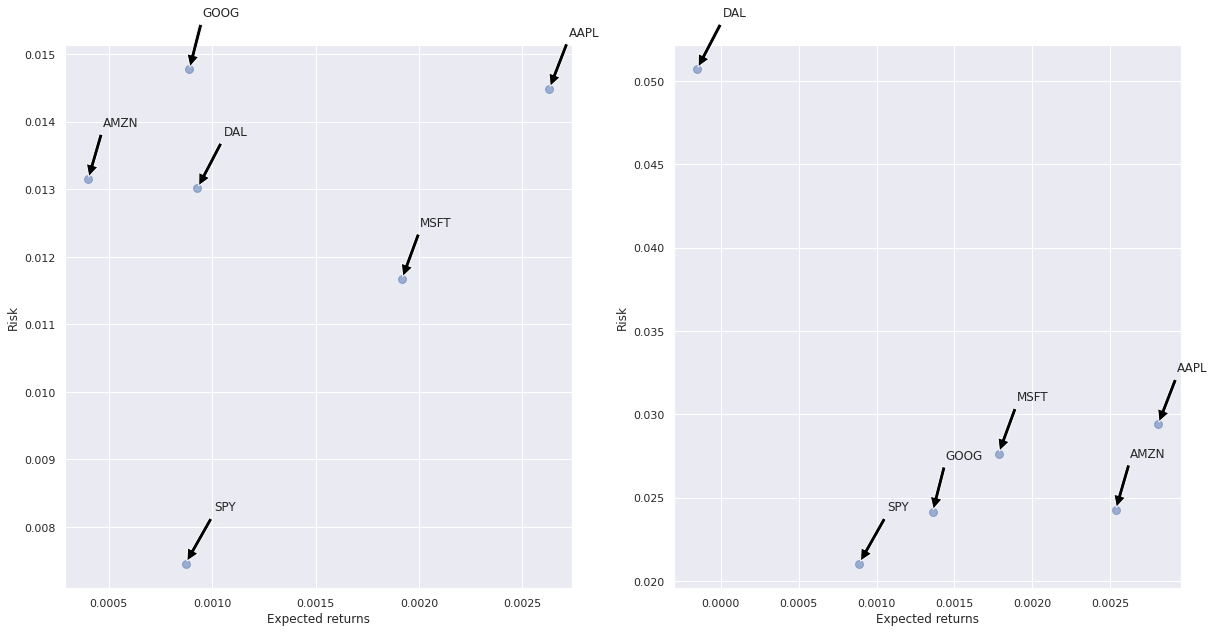 GOOG
AAPL
AMZN
DAL
MSFT
SPY
0.015
0.014
0.013
0.012
0.011
0.010
0.009
0.008
Risk
0.0005 0.0010 0.0015 0.0020 0.0025
Expected returns
DAL
AAPL
MSFT
GOOG
AMZN
SPY
0.050
0.045
0.040
0.035
0.030
0.025
0.020
Risk
0.0000 0.0005 0.0010 0.0015 0.0020 0.0025
Expected returns